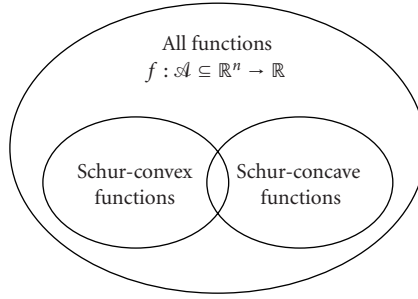 All functions
f : 𝒜 ⊆ ℝⁿ → ℝ
Schur-convex Schur-concave
functions functions